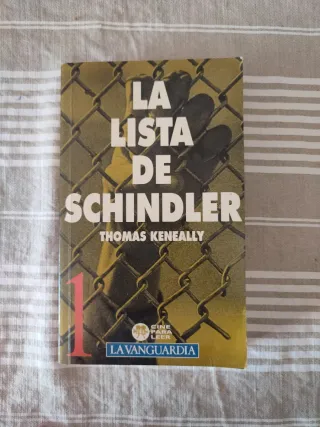 LA
LISTA
DE
SCHINDLER
THOMAS KENEALLY
1
CINE
PARA
LEER
LA VANGUARDIA